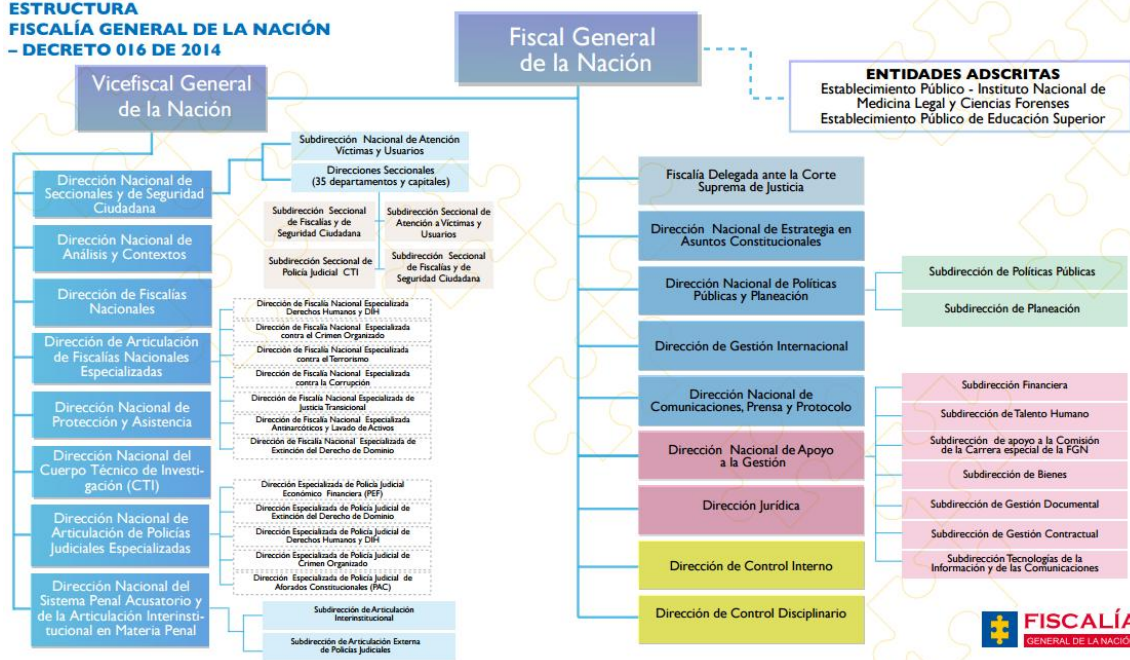 ESTRUCTURA
FISCALÍA GENERAL DE LA NACIÓN
– DECRETO 016 DE 2014
Fiscal General
de la Nación
Vicefiscal General
de la Nación
ENTIDADES ADSCRITAS
Establecimiento Público - Instituto Nacional de
Medicina Legal y Ciencias Forenses
Establecimiento Público de Educación Superior
Dirección Nacional de
Seccionales y de Seguridad
Ciudadana
Subdirección Nacional de Atención
Víctimas y Usuarios
Direcciones Seccionales
(35 departamentos y capitales)
Subdirección Seccional
de Fiscalías y de
Seguridad Ciudadana
Subdirección Seccional de
Atención a Víctimas y
Usuarios
Subdirección Seccional de
Policía Judicial CTI
Subdirección Seccional
de Fiscalías y de
Seguridad Ciudadana
Dirección Nacional de
Análisis y Contextos
Dirección de Fiscalías
Nacionales
Dirección de Articulación
de Fiscalías Nacionales
Especializadas
Dirección de Fiscalía Nacional Especializada
Derechos Humanos y DIH
Dirección de Fiscalía Nacional Especializada
contra el Crimen Organizado
Dirección de Fiscalía Nacional Especializada
contra el Terrorismo
Dirección de Fiscalía Nacional Especializada
contra la Corrupción
Dirección de Fiscalía Nacional Especializada de
Justicia Transicional
Dirección de Fiscalía Nacional Especializada
Antinarcóticos y Lavado de Activos
Dirección de Fiscalía Nacional Especializada de
Extinción del Derecho de Dominio
Dirección Nacional de
Protección y Asistencia
Dirección Nacional del
Cuerpo Técnico de Investi-
gación (CTI)
Dirección Nacional de
Articulación de Policías
Judiciales Especializadas
Dirección Especializada de Policía Judicial
Económico Financiera (PEF)
Dirección Especializada de Policía Judicial de
Extinción del Derecho de Dominio
Dirección Especializada de Policía Judicial de
Derechos Humanos y DIH
Dirección Especializada de Policía Judicial de
Crimen Organizado
Dirección Especializada de Policía Judicial de
Aforados Constitucionales (PAC)
Dirección Nacional del
Sistema Penal Acusatorio y
de la Articulación Interinsti-
tucional en Materia Penal
Subdirección de Articulación
Interinstitucional
Subdirección de Articulación Externa
de Policías Judiciales
Fiscalía Delegada ante la Corte
Suprema de Justicia
Dirección Nacional de Estrategia en
Asuntos Constitucionales
Dirección Nacional de Políticas
Públicas y Planeación
Subdirección de Políticas Públicas
Subdirección de Planeación
Dirección de Gestión Internacional
Dirección Nacional de
Comunicaciones, Prensa y Protocolo
Dirección Nacional de Apoyo
a la Gestión
Subdirección Financiera
Subdirección de Talento Humano
Subdirección de apoyo a la Comisión
de la Carrera especial de la FGN
Subdirección de Bienes
Subdirección de Gestión Documental
Subdirección de Gestión Contractual
Subdirección Tecnologías de la
Información y de las Comunicaciones
Dirección Jurídica
Dirección de Control Interno
Dirección de Control Disciplinario
FISCALÍA
GENERAL DE LA NACIÓN